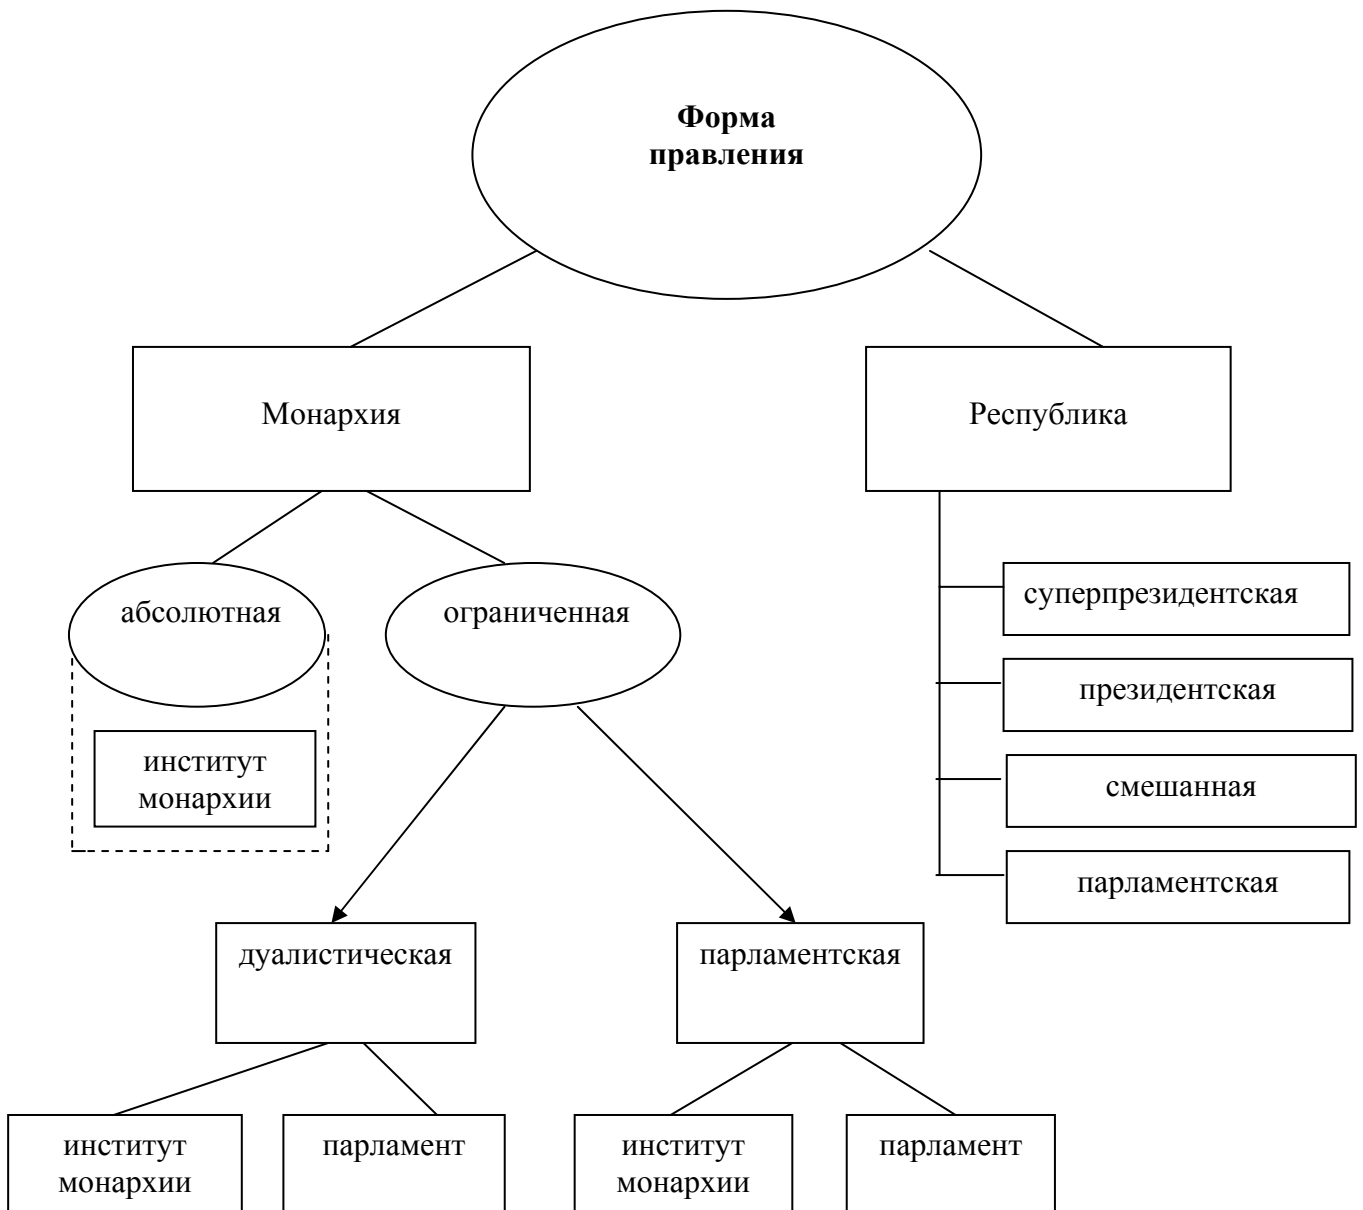 Форма
правления
Монархия
Республика
абсолютная
ограниченная
суперпрезидентская
президентская
институт
монархии
смешанная
парламентская
дуалистическая
парламентская
институт
монархии
парламент
институт
монархии
парламент